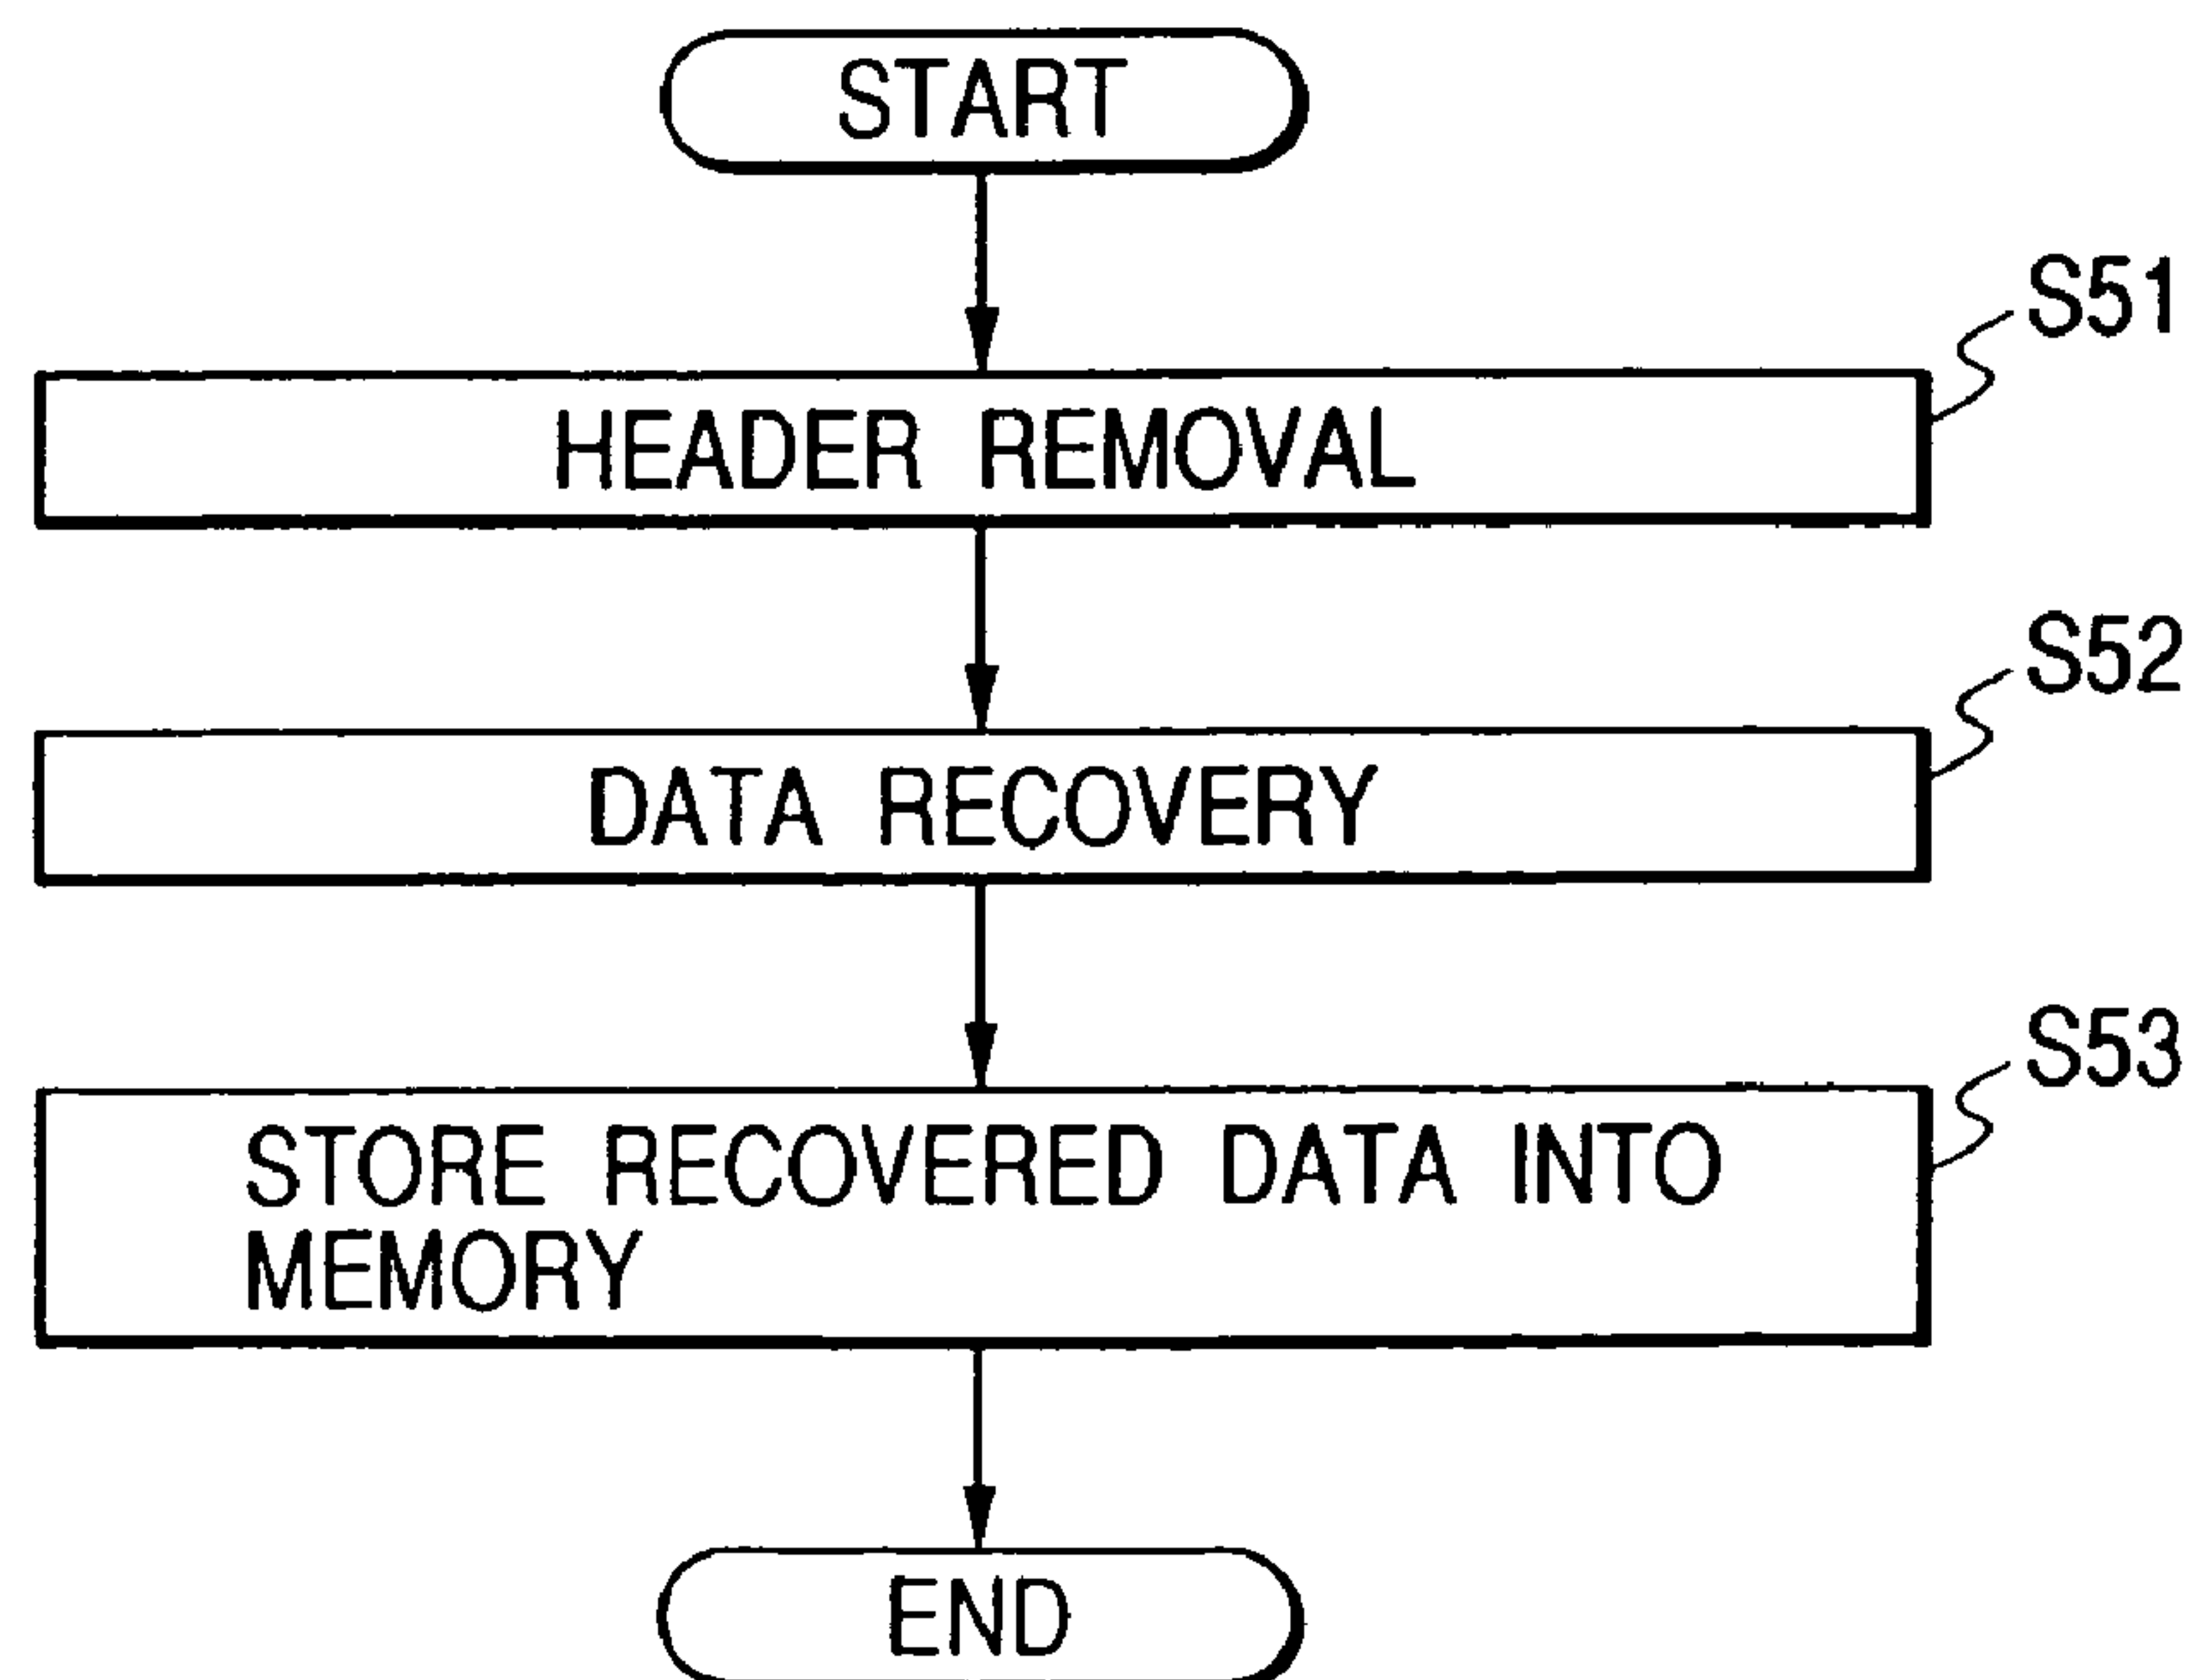 START
S51
HEADER REMOVAL
S52
DATA RECOVERY
S53
STORE RECOVERED DATA INTO
MEMORY
END